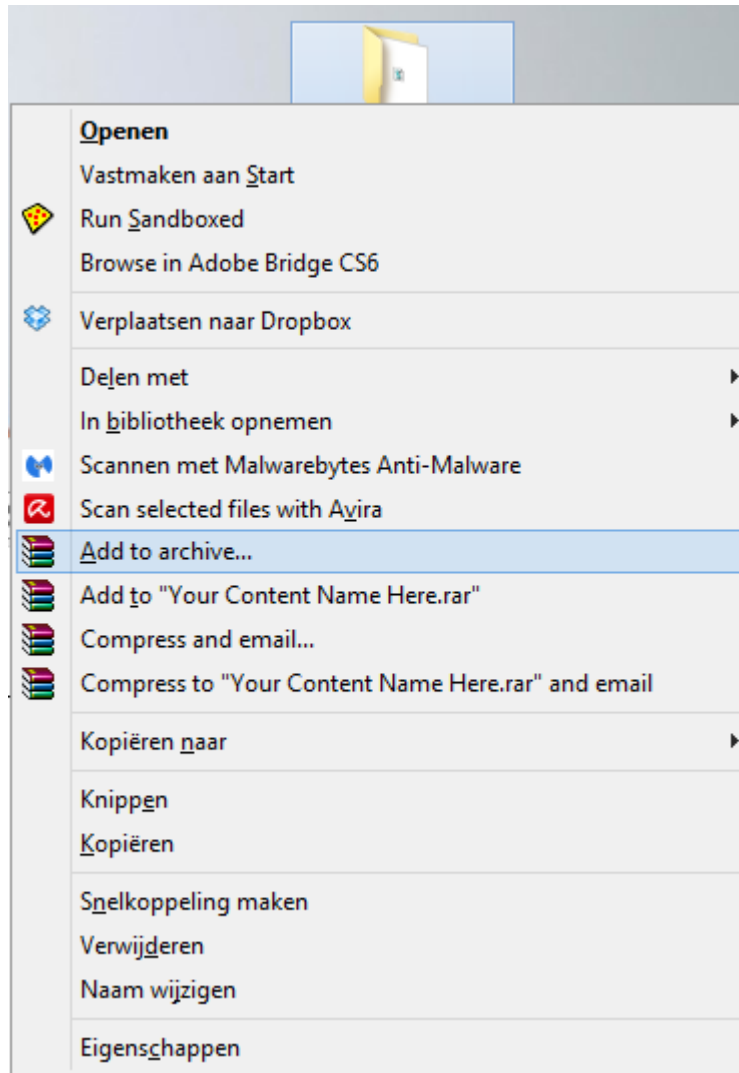 Openen
Vastmaken aan Start
Run Sandboxed
Browse in Adobe Bridge CS6
Verplaatsen naar Dropbox
Delen met
In bibliotheek opnemen
Scannen met Malwarebytes Anti-Malware
Scan selected files with Avira
Add to archive...
Add to "Your Content Name Here.rar"
Compress and email...
Compress to "Your Content Name Here.rar" and email
Kopiëren naar
Knippen
Kopiëren
Snelkoppeling maken
Verwijderen
Naam wijzigen
Eigenschappen